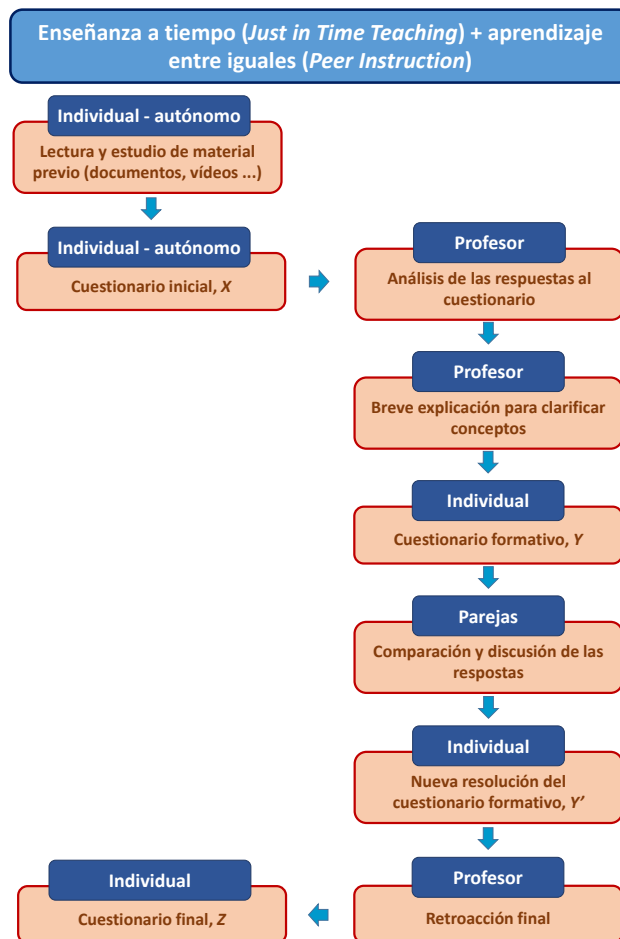 Enseñanza a tiempo (Just in Time Teaching) + aprendizaje
entre iguales (Peer Instruction)
Individual - autónomo
Lectura y estudio de material
previo (documentos, vídeos ...)
Individual - autónomo
Cuestionario inicial, X
Profesor
Análisis de las respuestas al
cuestionario
Profesor
Breve explicación para clarificar
conceptos
Individual
Cuestionario formativo, Y
Parejas
Comparación y discusión de las
respostas
Individual
Nueva resolución del
cuestionario formativo, Y’
Profesor
Retroacción final
Individual
Cuestionario final, Z